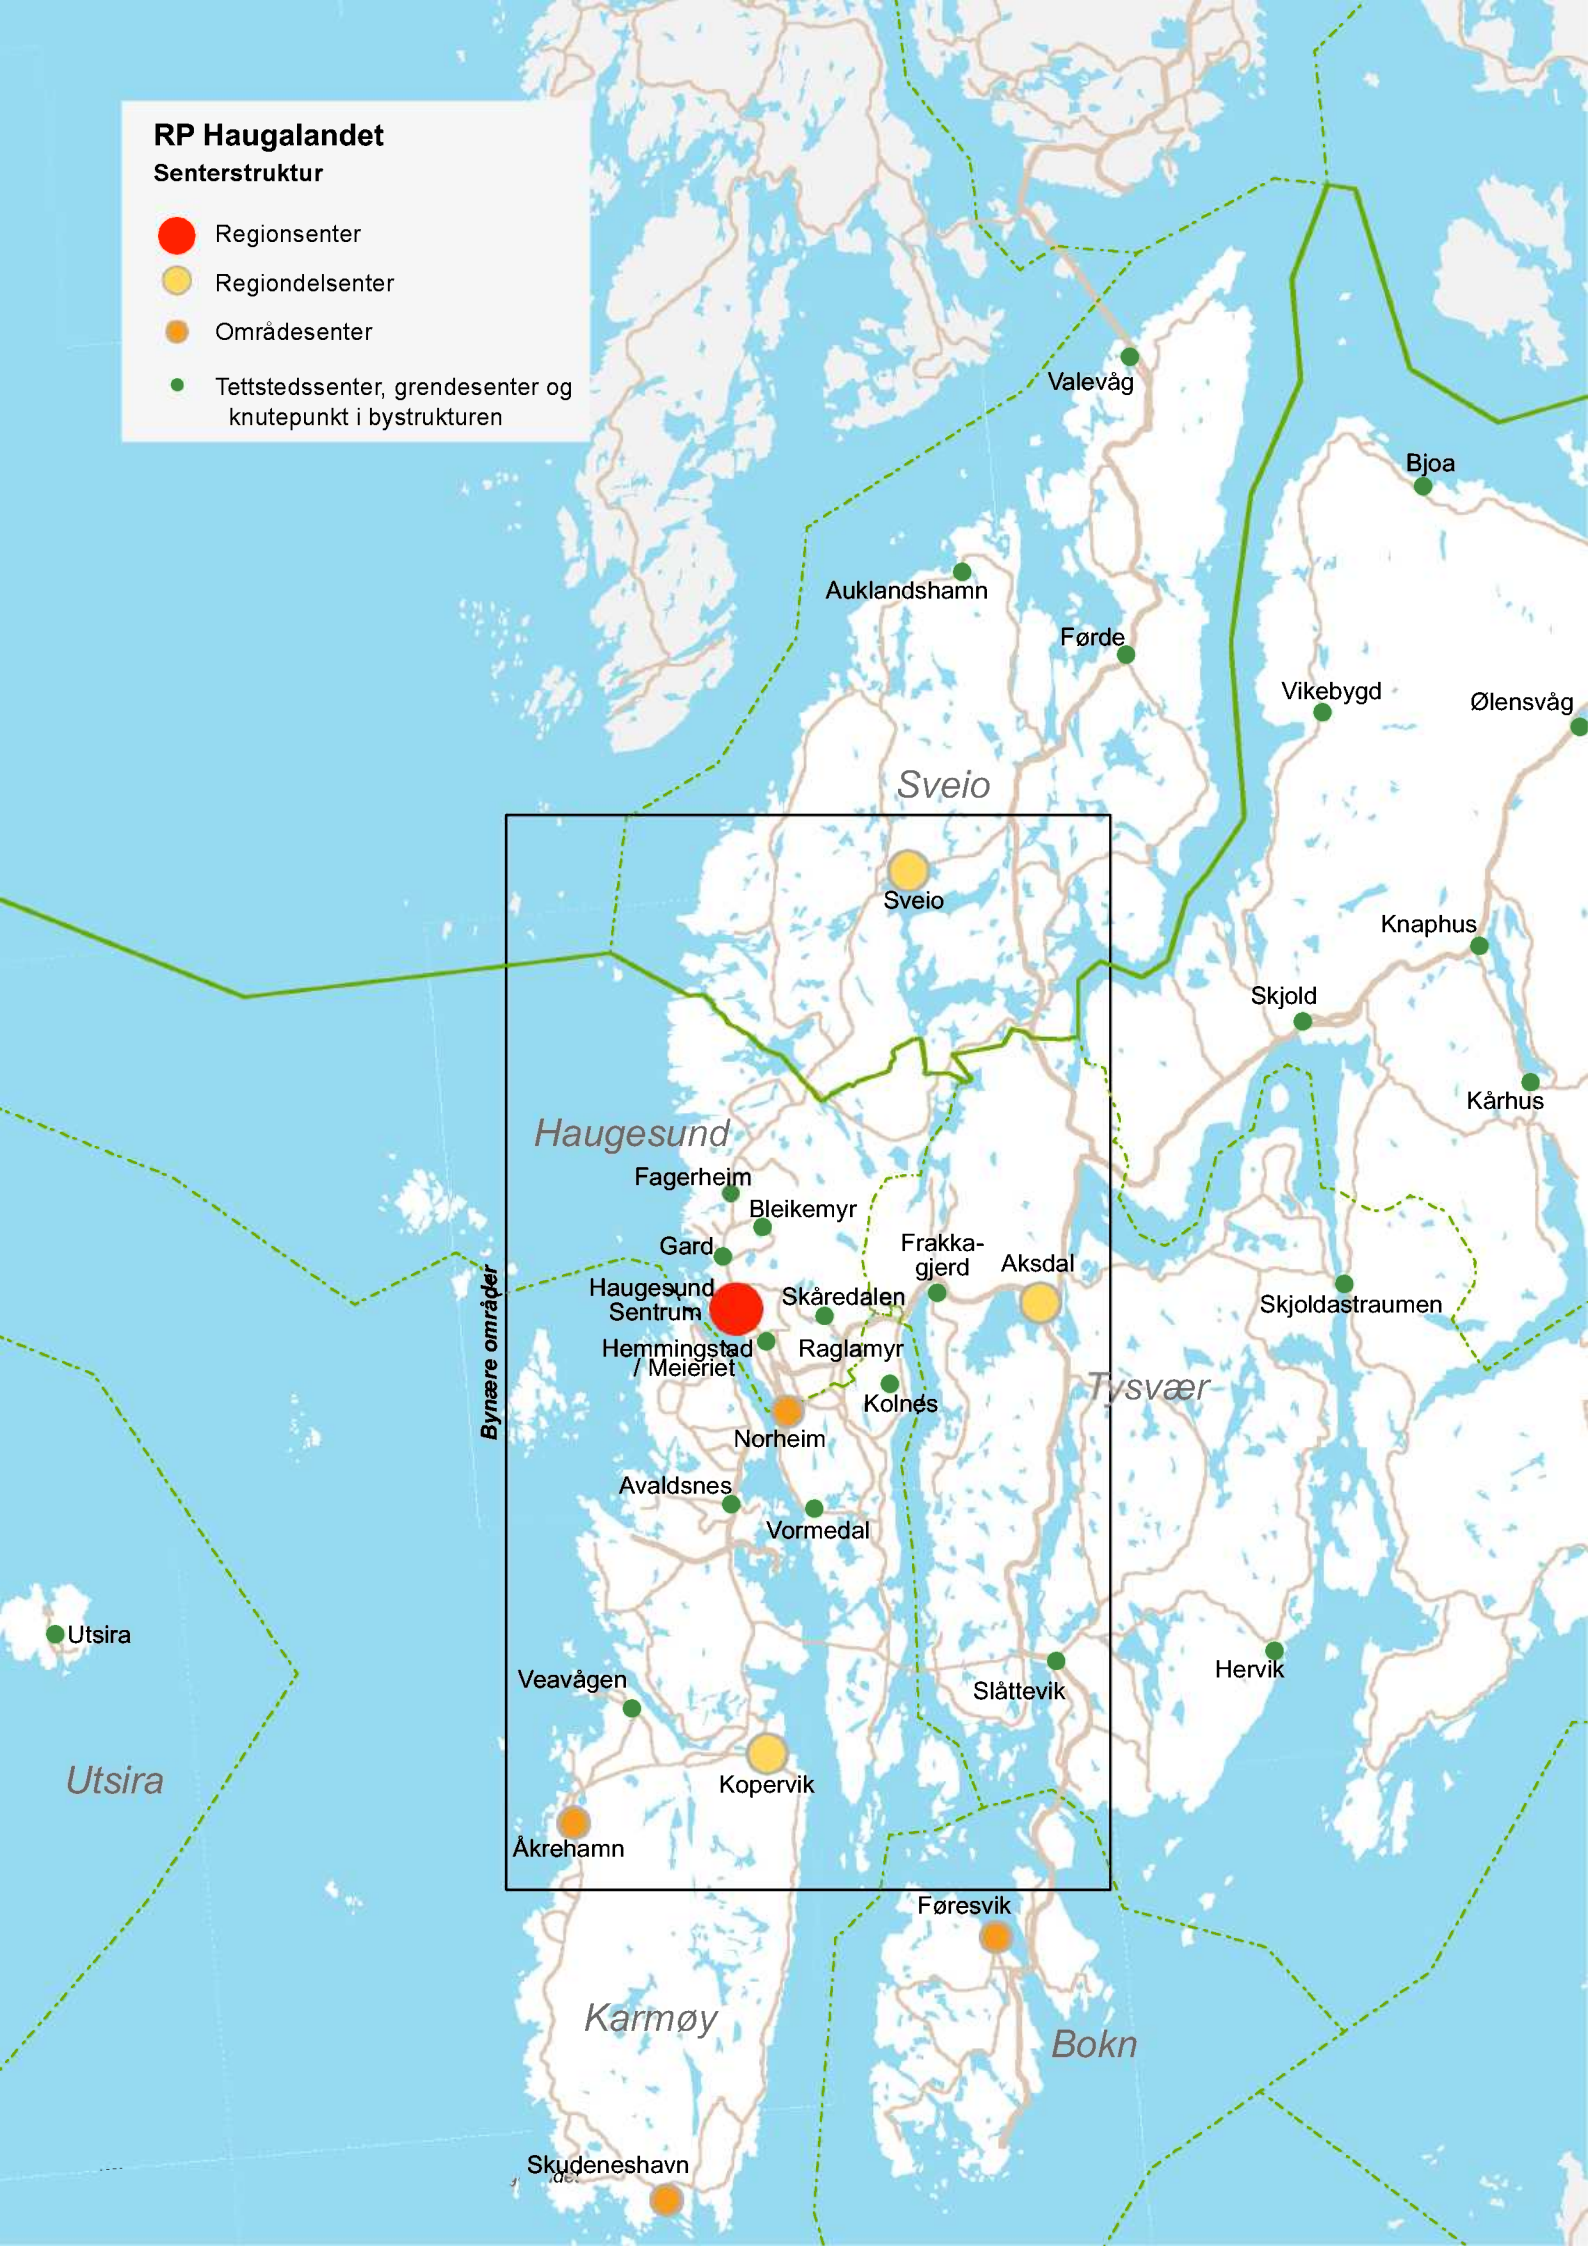 RP Haugalandet
Senterstruktur
Regionsenter
Regiondelsenter
Områdesenter
Tettstedssenter, grendesenter og
knutepunkt i bystrukturen
Valevåg
Bjoa
Auklandshamn
Førde
Vikebygd
Ølensvåg
Sveio
Sveio
Knaphus
Skjold
Kårhus
Haugesund
Fagerheim
Bleikemyr
Gard
Frakka-
gjerd
Aksdal
Haugesund
Sentrum
Skåredalen
Skjoldastraumen
Hemmingstad
/ Meieriet
Raglamyr
Bynære områder
Tysvær
Kolnes
Norheim
Avaldsnes
Vormedal
Utsira
Hervik
Veavågen
Slåttevik
Utsira
Kopervik
Åkrehamn
Føresvik
Karmøy
Bokn
Skudeneshavn